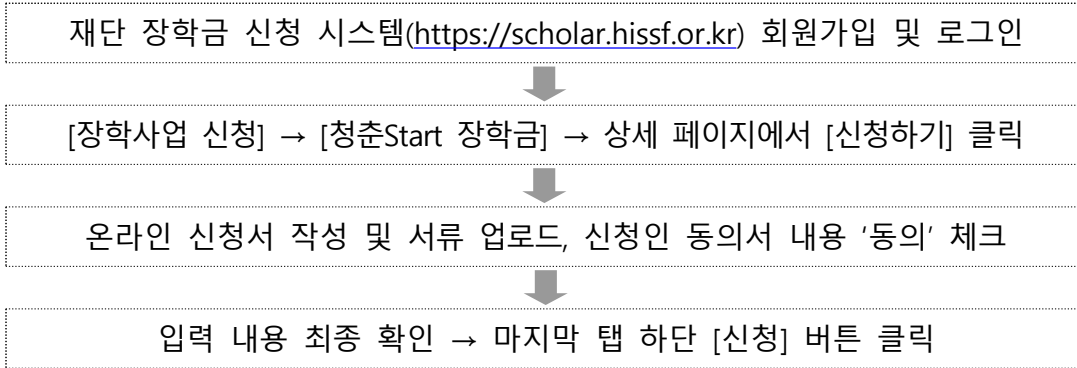 재단 장학금 신청 시스템(https://scholar.hissf.or.kr) 회원가입 및 로그인
[장학사업 신청] → [청춘Start 장학금] → 상세 페이지에서 [신청하기] 클릭
온라인 신청서 작성 및 서류 업로드, 신청인 동의서 내용 ‘동의’ 체크
입력 내용 최종 확인 → 마지막 탭 하단 [신청] 버튼 클릭